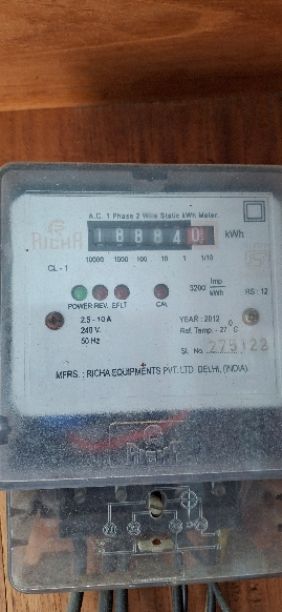 A.C. 1 Phase 2 Wire Static kWh Meter.
RICHA
188840 kWh
10000 1000 100 10 1 1/10
CL - 1
3200 Imp/kWh
RS : 12
POWER REV. E/LT CAL
2.5 - 10 A
240 V.
50 Hz
YEAR : 2012
Ref. Temp. - 27°C
Sl. No. 275123
MFRS. : RICHA EQUIPMENTS PVT. LTD DELHI, (INDIA)